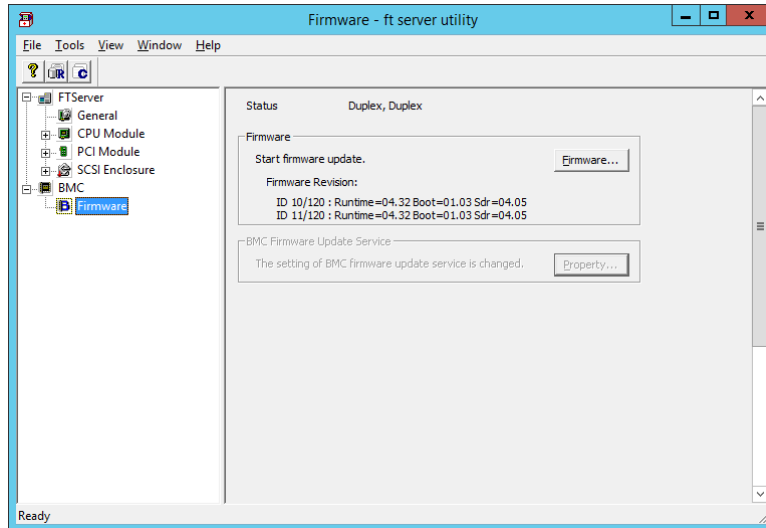 Firmware - ft server utility
File Tools View Window Help
FTServer
General
CPU Module
PCI Module
SCSI Enclosure
BMC
Firmware
Status Duplex, Duplex
Firmware
Start firmware update. Firmware...
Firmware Revision:
ID 10/120 : Runtime=04.32 Boot=01.03 Sdr=04.05
ID 11/120 : Runtime=04.32 Boot=01.03 Sdr=04.05
BMC Firmware Update Service
The setting of BMC firmware update service is changed. Property...
Ready